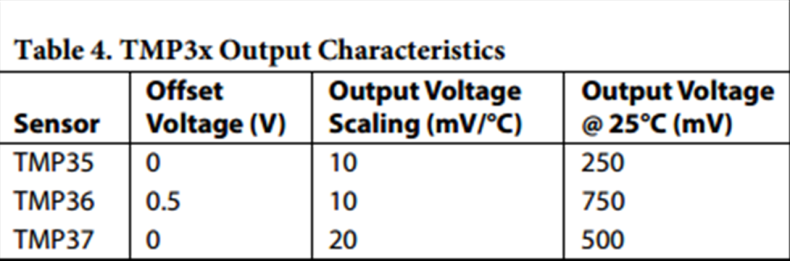 Table 4. TMP3x Output Characteristics
Sensor Offset Voltage (V) Output Voltage Scaling (mV/°C) Output Voltage @ 25°C (mV)
TMP35 0 10 250
TMP36 0.5 10 750
TMP37 0 20 500